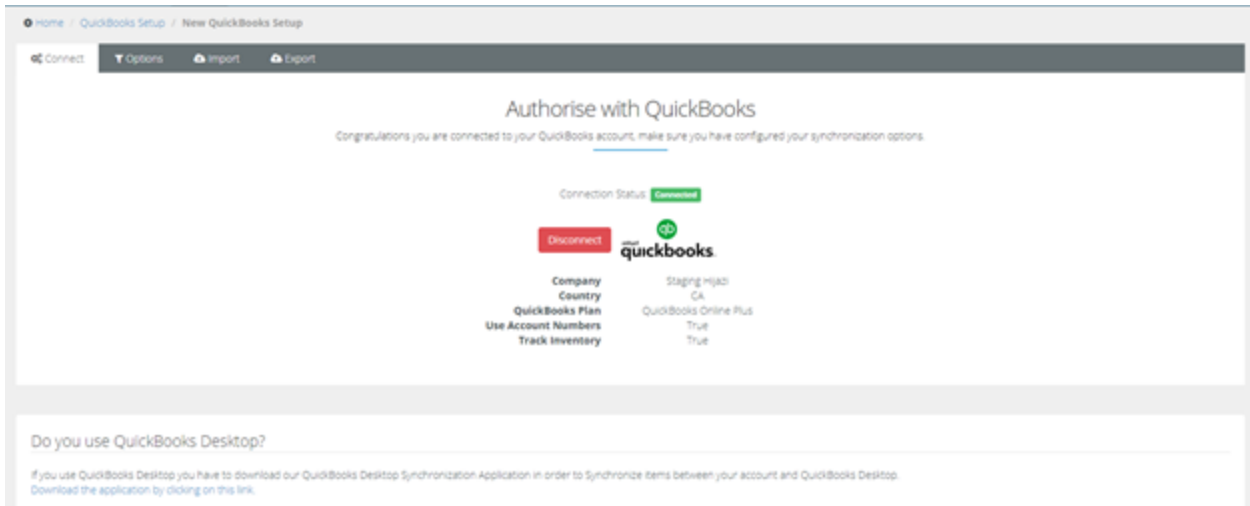 Home / QuickBooks Setup / New QuickBooks Setup
Connect Options Import Export
Authorise with QuickBooks
Congratulations you are connected to your QuickBooks account, make sure you have configured your synchronization options.
Connection Status: Connected
Disconnect
intuit
quickbooks.
Company Staging Hijazi
Country CA
QuickBooks Plan QuickBooks Online Plus
Use Account Numbers True
Track Inventory True
Do you use QuickBooks Desktop?
If you use QuickBooks Desktop you have to download our QuickBooks Desktop Synchronization Application in order to Synchronize items between your account and QuickBooks Desktop.
Download the application by clicking on this link.